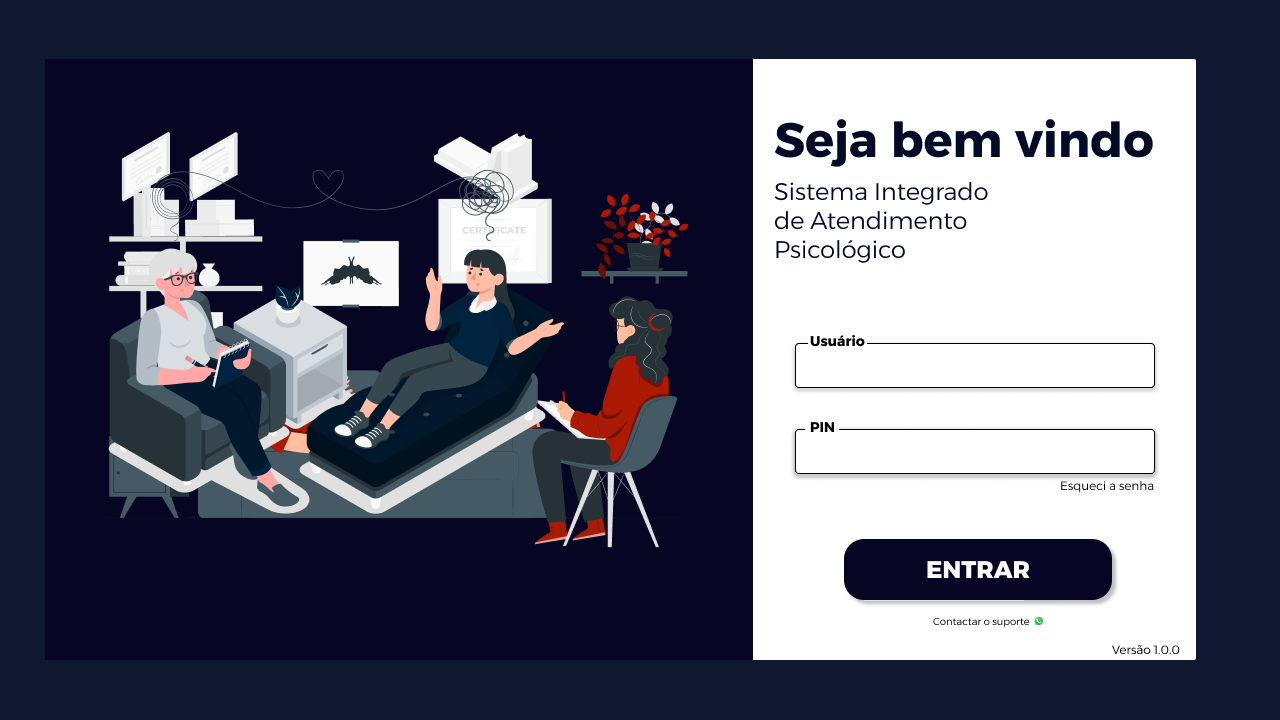 CERTIFICATE
Seja bem vindo
Sistema Integrado
de Atendimento
Psicológico
Usuário
PIN
Esqueci a senha
ENTRAR
Contactar o suporte
Versão 1.0.0